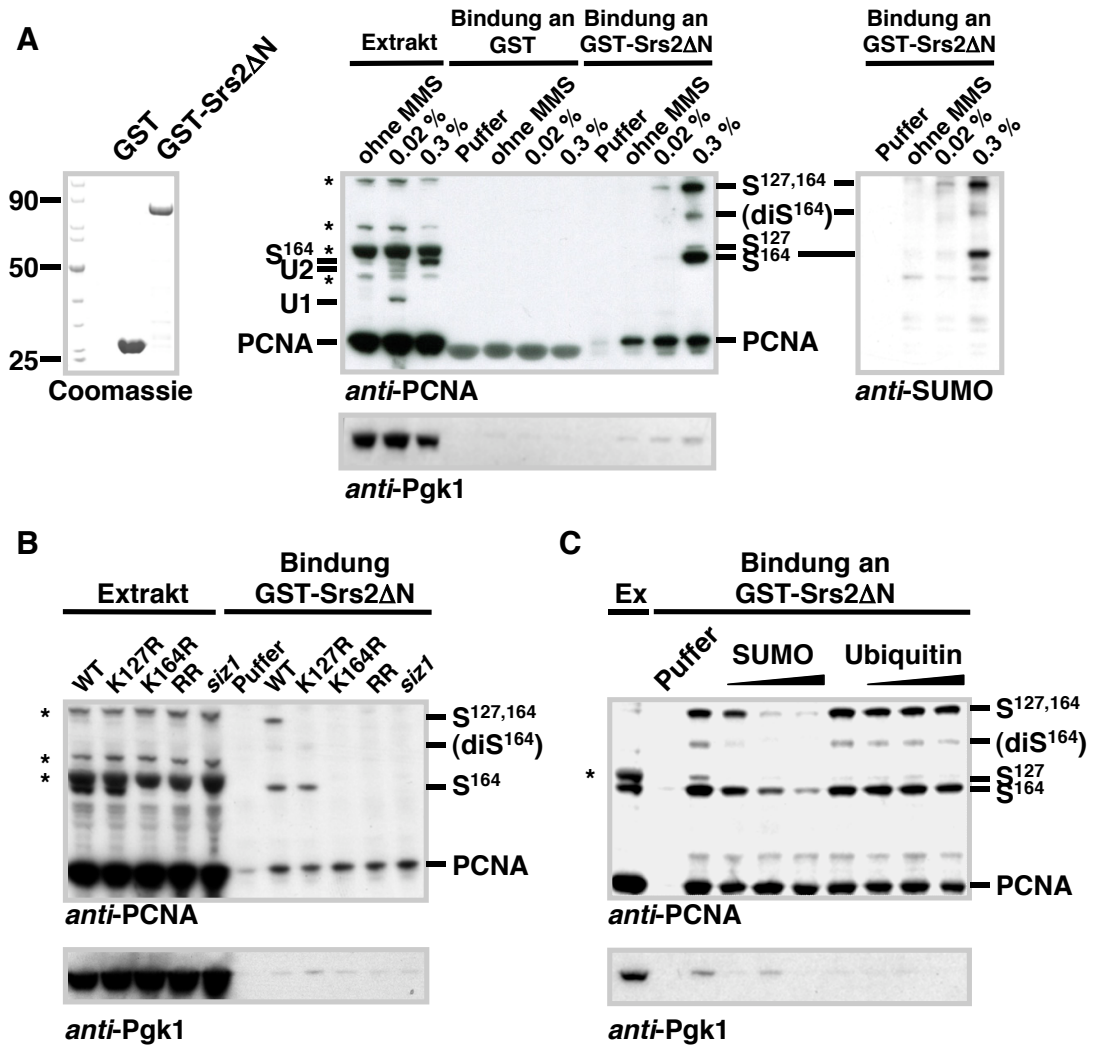 A
GST
GST-Srs2ΔN
90
50
25
Coomassie
Extrakt
Bindung an
GST
Bindung an
GST-Srs2ΔN
ohne MMS
0.02 %
0.3 %
Puffer
ohne MMS
0.02 %
0.3 %
Puffer
ohne MMS
0.02 %
0.3 %
*
*
S164
*
U2
*
U1
PCNA
S127,164
(diS164)
S127
S164
PCNA
anti-PCNA
anti-Pgk1
Bindung an
GST-Srs2ΔN
Puffer
ohne MMS
0.02 %
0.3 %
anti-SUMO
B
Extrakt
Bindung
GST-Srs2ΔN
WT
K127R
K164R
RR
siz1
Puffer
WT
K127R
K164R
RR
siz1
*
*
*
S127,164
(diS164)
S164
PCNA
anti-PCNA
anti-Pgk1
C
Ex
Bindung an
GST-Srs2ΔN
Puffer
SUMO
Ubiquitin
*
S127,164
(diS164)
S127
S164
PCNA
anti-PCNA
anti-Pgk1